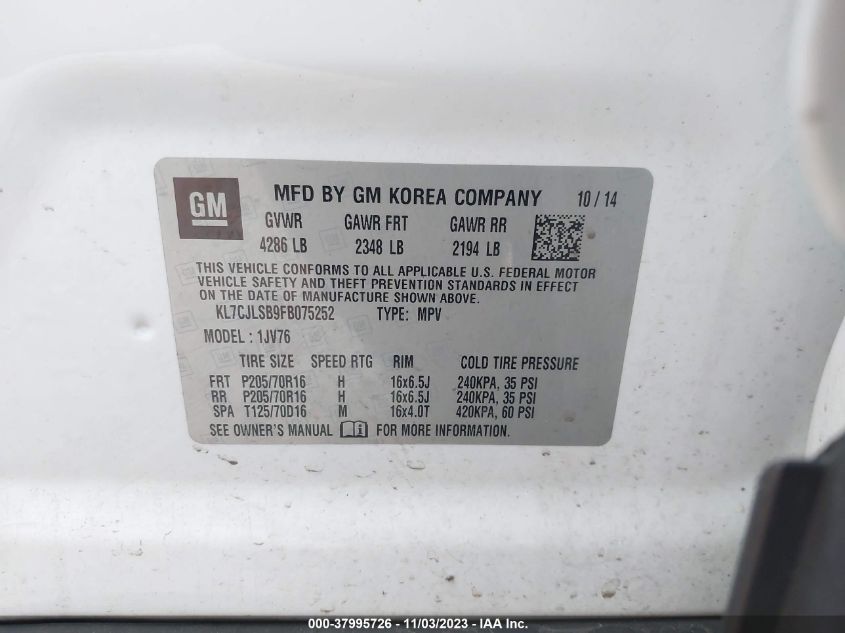 GM MFD BY GM KOREA COMPANY 10 / 14
GVWR GAWR FRT GAWR RR
4286 LB 2348 LB 2194 LB
THIS VEHICLE CONFORMS TO ALL APPLICABLE U.S. FEDERAL MOTOR
VEHICLE SAFETY AND THEFT PREVENTION STANDARDS IN EFFECT
ON THE DATE OF MANUFACTURE SHOWN ABOVE.
KL7CJLSB9FB075252 TYPE: MPV
MODEL : 1JV76
TIRE SIZE SPEED RTG RIM COLD TIRE PRESSURE
FRT P205/70R16 H 16x6.5J 240KPA, 35 PSI
RR P205/70R16 H 16x6.5J 240KPA, 35 PSI
SPA T125/70D16 M 16x4.0T 420KPA, 60 PSI
SEE OWNER'S MANUAL FOR MORE INFORMATION.
000-37995726 - 11/03/2023 - © IAA Inc.